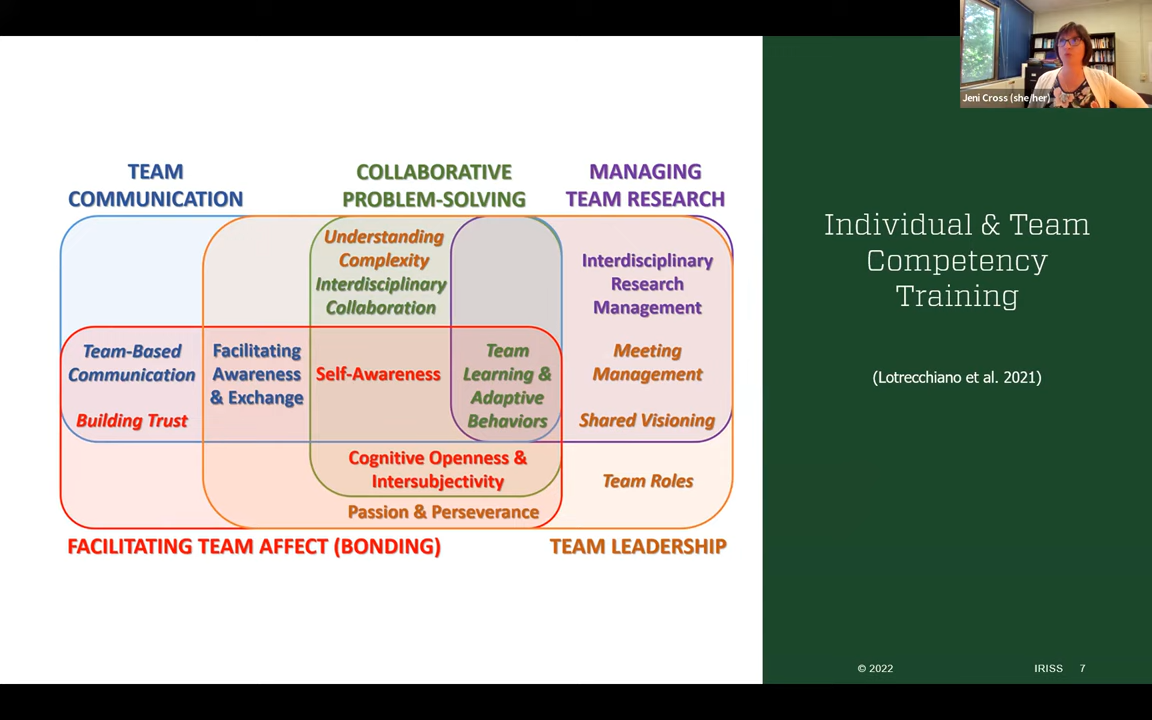 Jeni Cross (she/her)
TEAM
COMMUNICATION
COLLABORATIVE
PROBLEM-SOLVING
MANAGING
TEAM RESEARCH
Understanding
Complexity
Interdisciplinary
Collaboration
Interdisciplinary
Research
Management
Team-Based
Communication
Building Trust
Facilitating
Awareness
& Exchange
Self-Awareness
Team
Learning &
Adaptive
Behaviors
Meeting
Management
Shared Visioning
Cognitive Openness &
Intersubjectivity
Team Roles
Passion & Perseverance
FACILITATING TEAM AFFECT (BONDING)
TEAM LEADERSHIP
Individual & Team
Competency
Training
(Lotrecchiano et al. 2021)
© 2022
IRISS 7